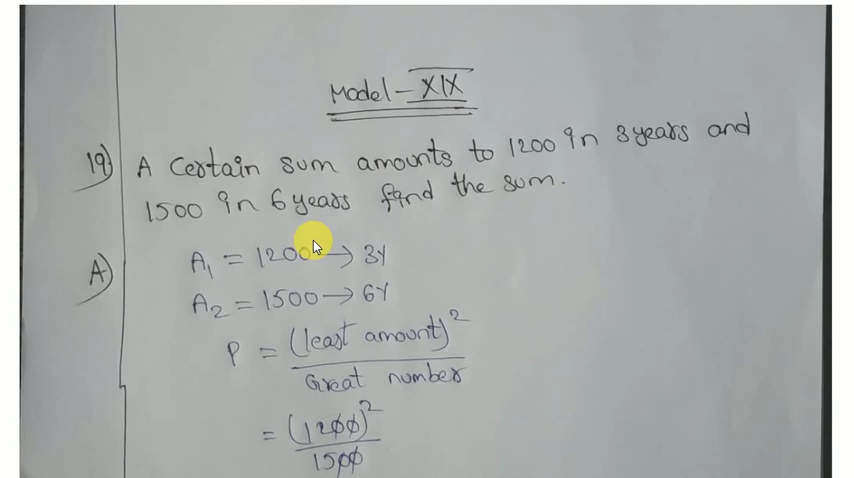 Model - XIX
19) A Certain sum amounts to 1200 in 3 years and
1500 in 6 years find the sum.
A) A₁ = 1200 → 3Y
A₂ = 1500 → 6Y
P = (least amount)²
Great number
= (1200)²
1500